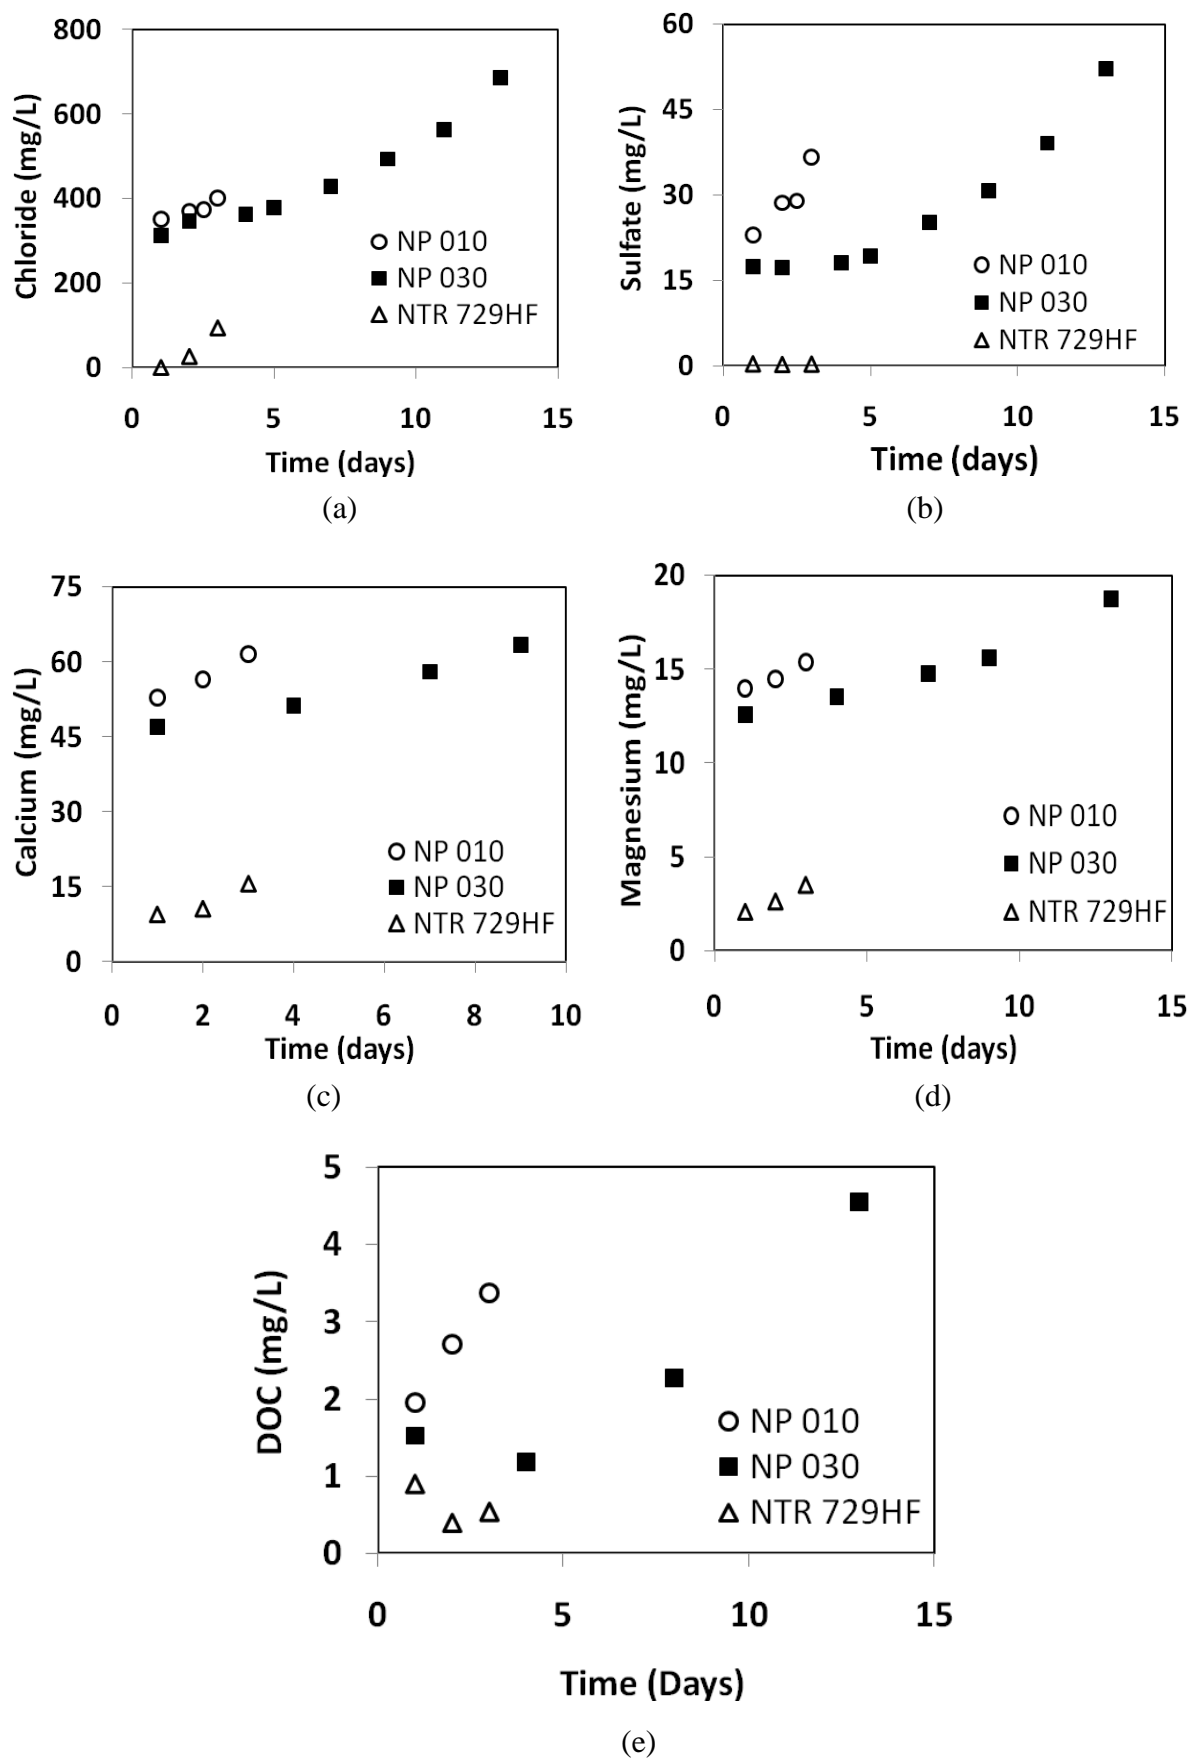 800
600
400
200
0
Chloride (mg/L)
NP 010
NP 030
NTR 729HF
0 5 10 15
Time (days)
(a)
60
45
30
15
0
Sulfate (mg/L)
NP 010
NP 030
NTR 729HF
0 5 10 15
Time (days)
(b)
75
60
45
30
15
0
Calcium (mg/L)
NP 010
NP 030
NTR 729HF
0 2 4 6 8 10
Time (days)
(c)
20
15
10
5
0
Magnesium (mg/L)
NP 010
NP 030
NTR 729HF
0 5 10 15
Time (days)
(d)
5
4
3
2
1
0
DOC (mg/L)
NP 010
NP 030
NTR 729HF
0 5 10 15
Time (Days)
(e)